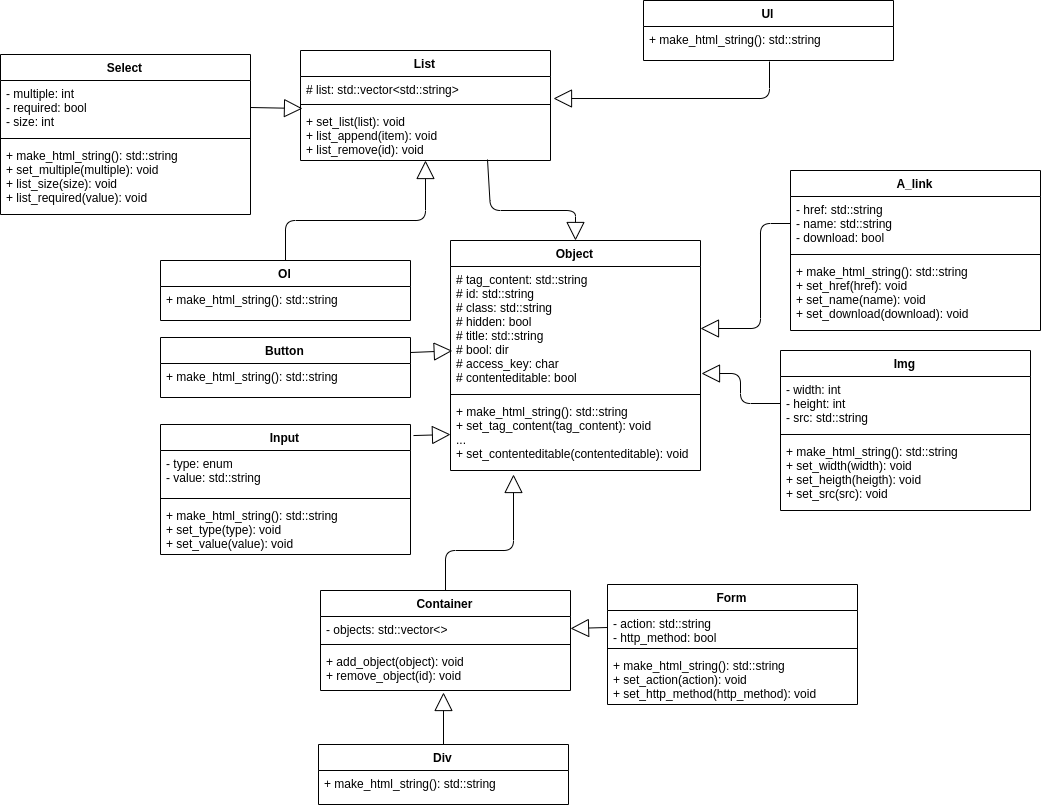 Ul
+ make_html_string(): std::string
Select
- multiple: int
- required: bool
- size: int
+ make_html_string(): std::string
+ set_multiple(multiple): void
+ list_size(size): void
+ list_required(value): void
List
# list: std::vector<std::string>
+ set_list(list): void
+ list_append(item): void
+ list_remove(id): void
A_link
- href: std::string
- name: std::string
- download: bool
+ make_html_string(): std::string
+ set_href(href): void
+ set_name(name): void
+ set_download(download): void
Ol
+ make_html_string(): std::string
Object
# tag_content: std::string
# id: std::string
# class: std::string
# hidden: bool
# title: std::string
# bool: dir
# access_key: char
# contenteditable: bool
+ make_html_string(): std::string
+ set_tag_content(tag_content): void
...
+ set_contenteditable(contenteditable): void
Button
+ make_html_string(): std::string
Img
- width: int
- height: int
- src: std::string
+ make_html_string(): std::string
+ set_width(width): void
+ set_heigth(heigth): void
+ set_src(src): void
Input
- type: enum
- value: std::string
+ make_html_string(): std::string
+ set_type(type): void
+ set_value(value): void
Container
- objects: std::vector<>
+ add_object(object): void
+ remove_object(id): void
Form
- action: std::string
- http_method: bool
+ make_html_string(): std::string
+ set_action(action): void
+ set_http_method(http_method): void
Div
+ make_html_string(): std::string